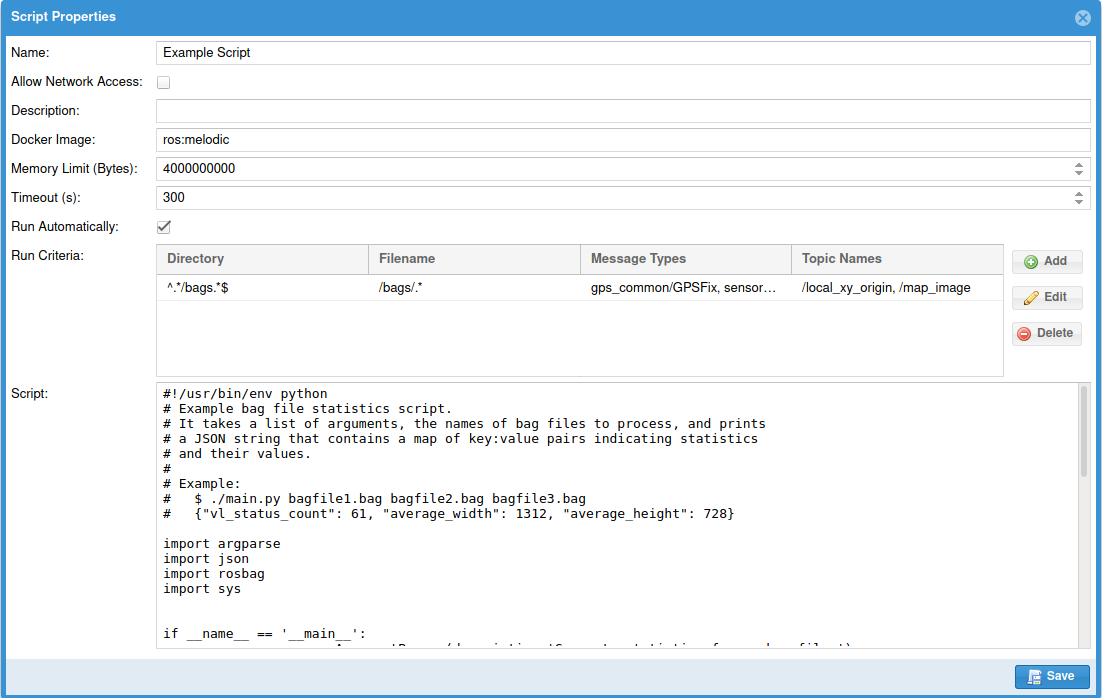 Script Properties
Name: Example Script
Allow Network Access:
Description:
Docker Image: ros:melodic
Memory Limit (Bytes): 4000000000
Timeout (s): 300
Run Automatically:
Run Criteria:
Directory Filename Message Types Topic Names
^.*/bags.*$ /bags/.* gps_common/GPSFix, sensor... /local_xy_origin, /map_image
Add
Edit
Delete
Script:
#!/usr/bin/env python
# Example bag file statistics script.
# It takes a list of arguments, the names of bag files to process, and prints
# a JSON string that contains a map of key:value pairs indicating statistics
# and their values.
#
# Example:
#   $ ./main.py bagfile1.bag bagfile2.bag bagfile3.bag
#   {"vl_status_count": 61, "average_width": 1312, "average_height": 728}
import argparse
import json
import rosbag
import sys
if __name__ == '__main__':
Save